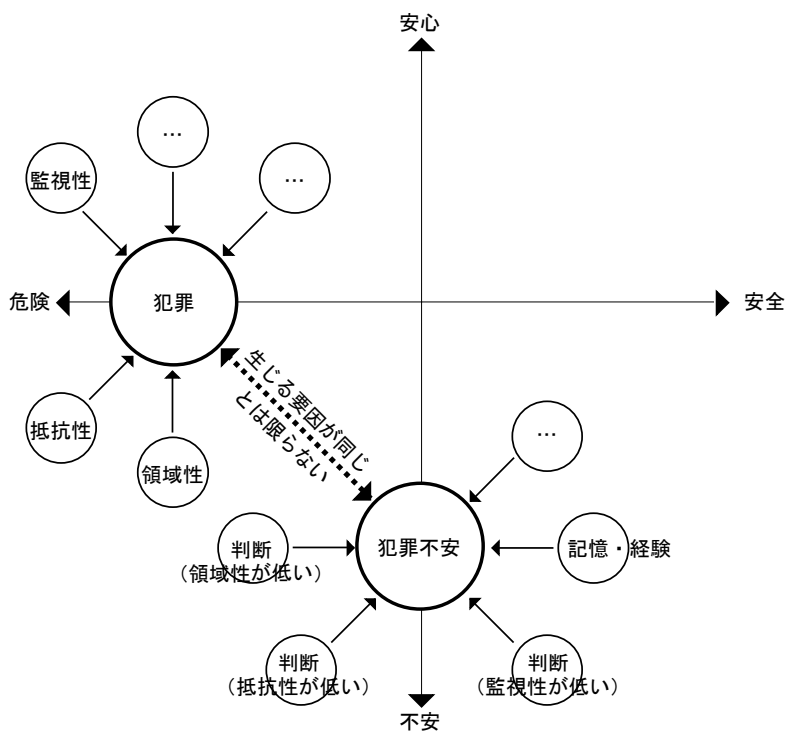 安心
…
監視性
…
危険
犯罪
安全
生じる要因が同じ
とは限らない
抵抗性
領域性
…
判断
（領域性が低い）
犯罪不安
記憶・経験
判断
（抵抗性が低い）
判断
（監視性が低い）
不安